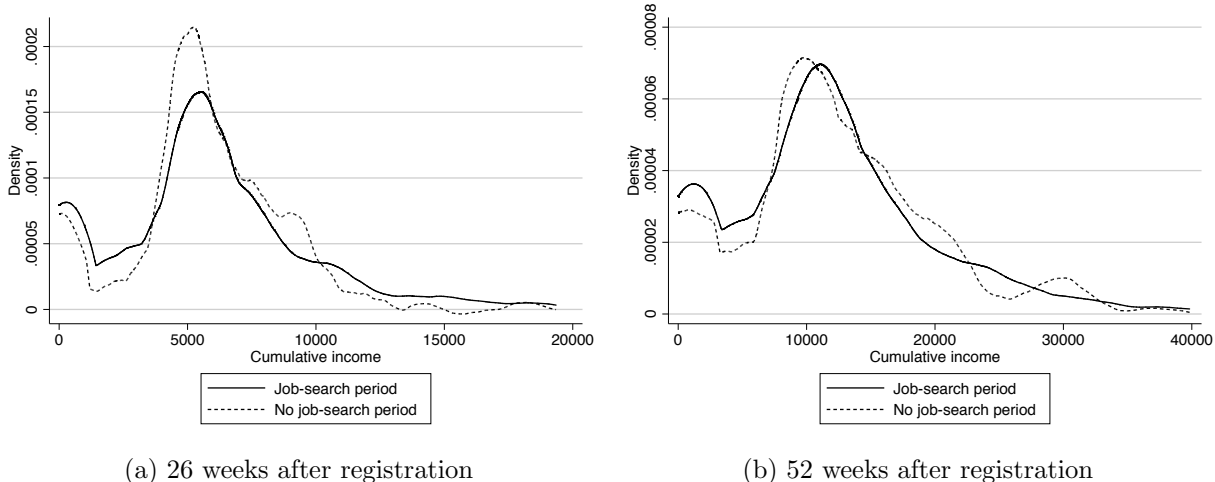 .0002
.00015
.0001
.00005
0
Density
0
5000
10000
15000
20000
Cumulative income
Job-search period
No job-search period
(a) 26 weeks after registration
.00008
.00006
.00004
.00002
0
Density
0
10000
20000
30000
40000
Cumulative income
Job-search period
No job-search period
(b) 52 weeks after registration